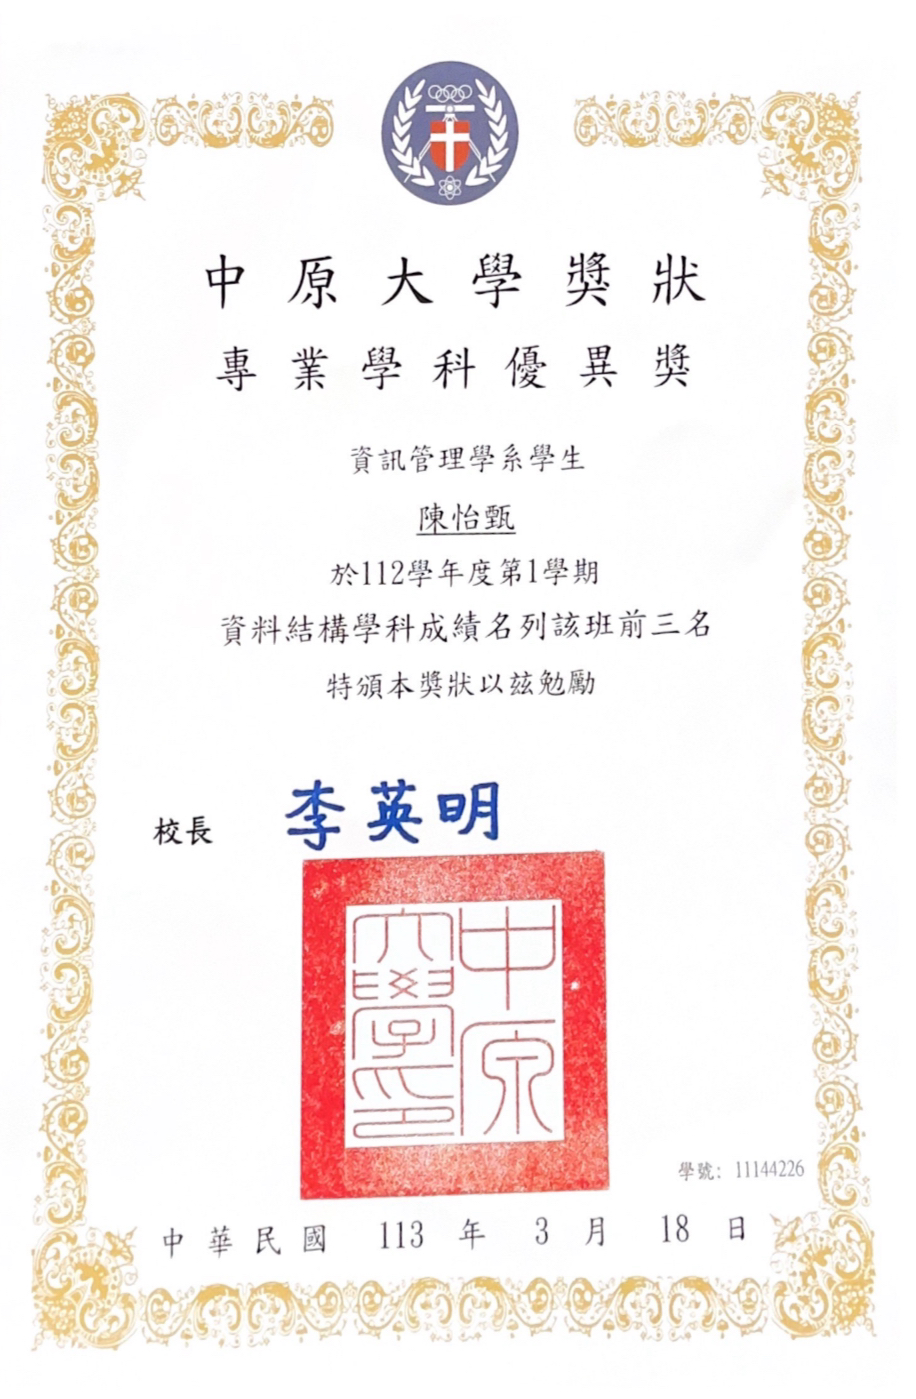 中原大學獎狀
專業學科優異獎
資訊管理學系學生
陳怡甄
於112學年度第1學期
資料結構學科成績名列該班前三名
特頒本獎狀以茲勉勵
校長 李英明
中原大學印
學號：11144226
中華民國 113 年 3 月 18 日